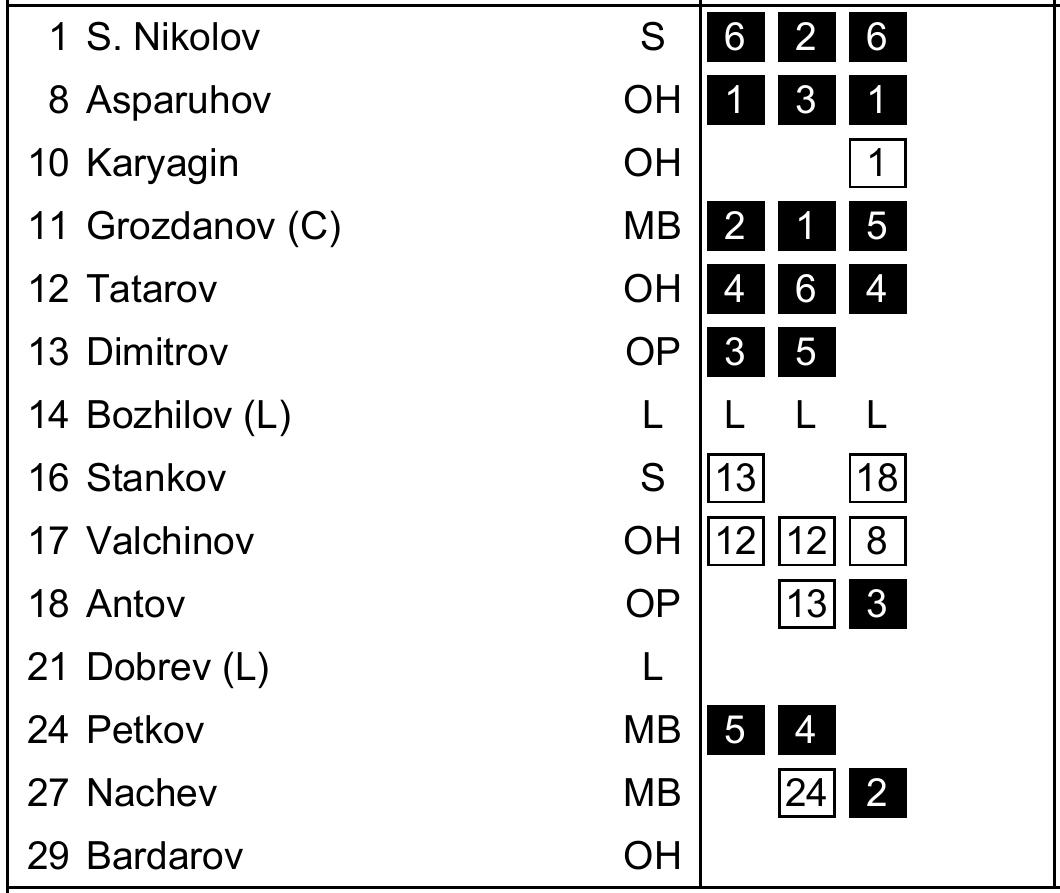 1 S. Nikolov S 6 2 6
8 Asparuhov OH 1 3 1
10 Karyagin OH 1
11 Grozdanov (C) MB 2 1 5
12 Tatarov OH 4 6 4
13 Dimitrov OP 3 5
14 Bozhilov (L) L L L L
16 Stankov S 13 18
17 Valchinov OH 12 12 8
18 Antov OP 13 3
21 Dobrev (L) L
24 Petkov MB 5 4
27 Nachev MB 24 2
29 Bardarov OH